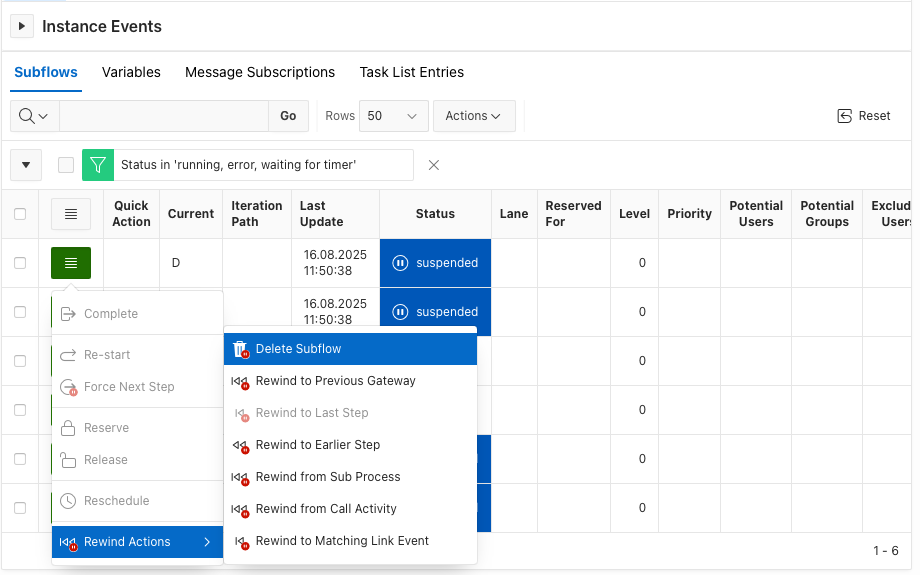 Instance Events
Subflows Variables Message Subscriptions Task List Entries
Go Rows 50 Actions Reset
Status in 'running, error, waiting for timer'
Quick Action Current Iteration Path Last Update Status Lane Reserved For Level Priority Potential Users Potential Groups Exclud Users
D 16.08.2025 11:50:38 suspended 0
16.08.2025 11:50:38 suspended 0
0
0
0
0
Complete
Re-start
Force Next Step
Reserve
Release
Reschedule
Rewind Actions
Delete Subflow
Rewind to Previous Gateway
Rewind to Last Step
Rewind to Earlier Step
Rewind from Sub Process
Rewind from Call Activity
Rewind to Matching Link Event
1 - 6